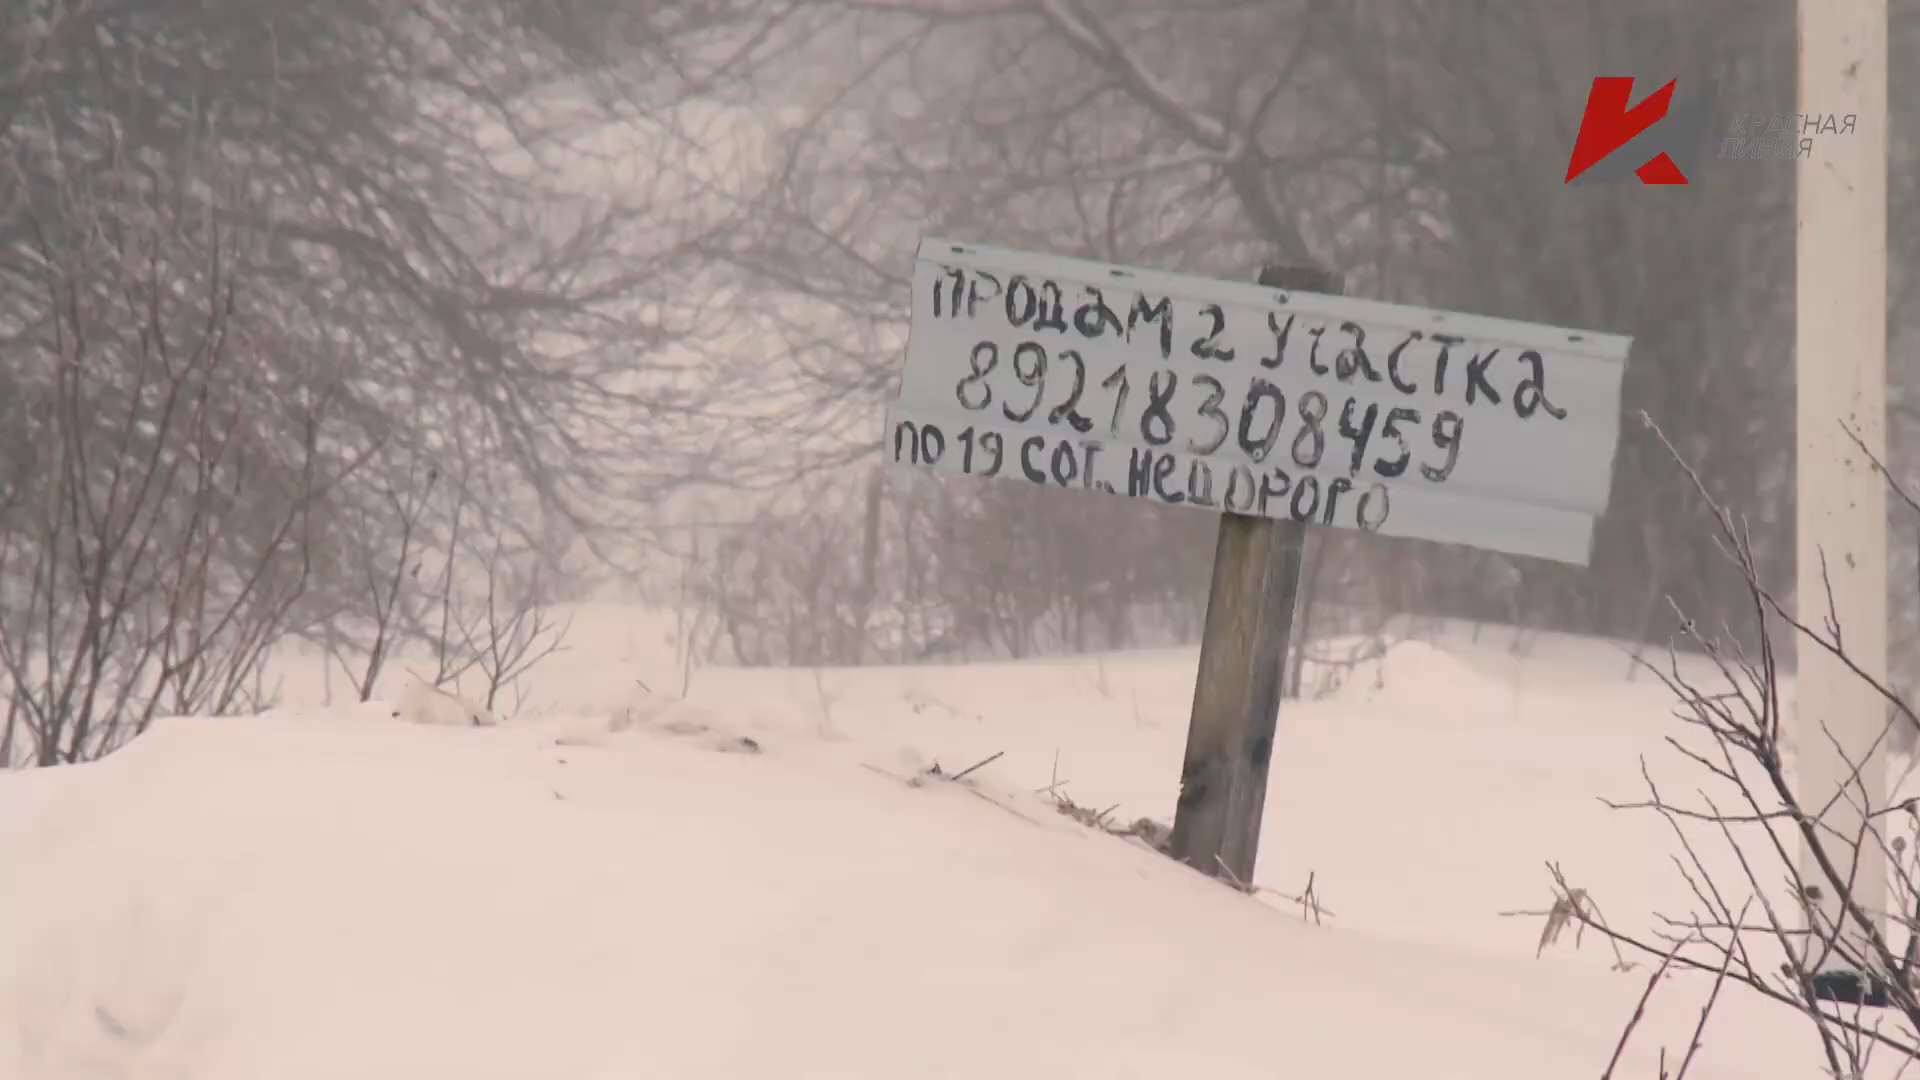 КРАСНАЯ
ЛИНИЯ
ПРОДАМ 2 УЧАСТКА
89218308459
ПО 19 СОТ. НЕДОРОГО